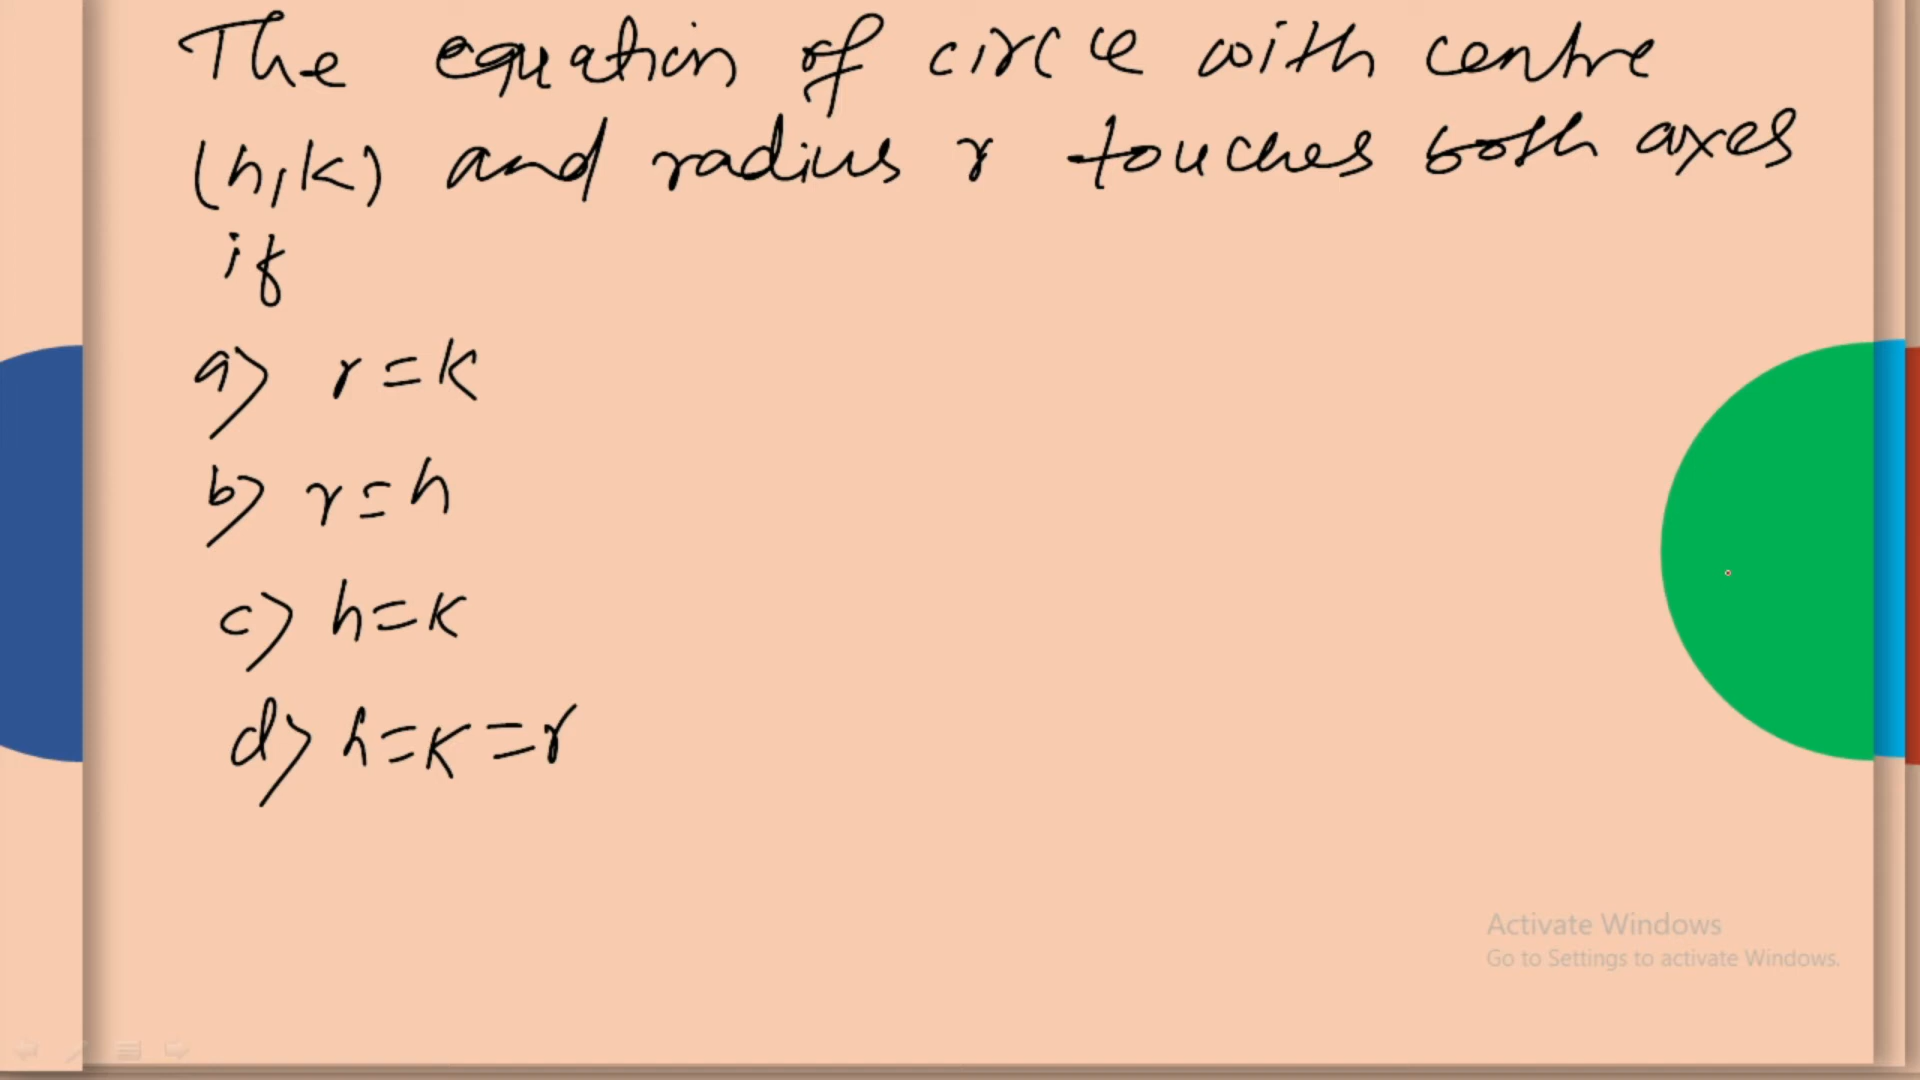 The equation of circle with centre
(h,k) and radius r touches both axes
if
a) r=k
b) r=h
c) h=k
d) h=k=r
Activate Windows
Go to Settings to activate Windows.